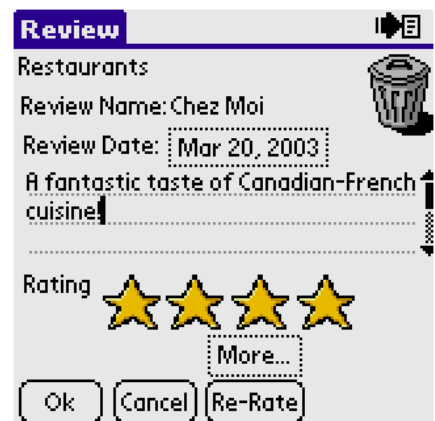 Review
Restaurants
Review Name: Chez Moi
Review Date: Mar 20, 2003
A fantastic taste of Canadian-French
cuisine!
Rating
More...
Ok Cancel Re-Rate